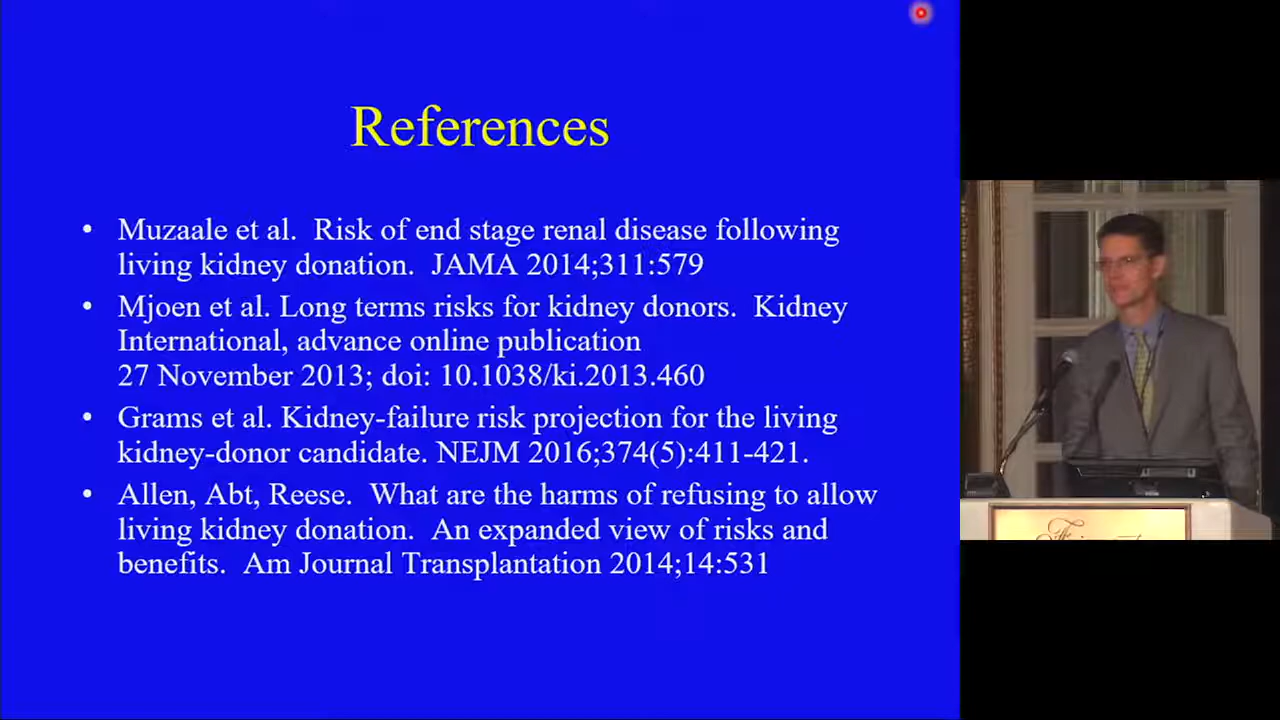 References
• Muzaale et al. Risk of end stage renal disease following
living kidney donation. JAMA 2014;311:579
• Mjoen et al. Long terms risks for kidney donors. Kidney
International, advance online publication
27 November 2013; doi: 10.1038/ki.2013.460
• Grams et al. Kidney-failure risk projection for the living
kidney-donor candidate. NEJM 2016;374(5):411-421.
• Allen, Abt, Reese. What are the harms of refusing to allow
living kidney donation. An expanded view of risks and
benefits. Am Journal Transplantation 2014;14:531